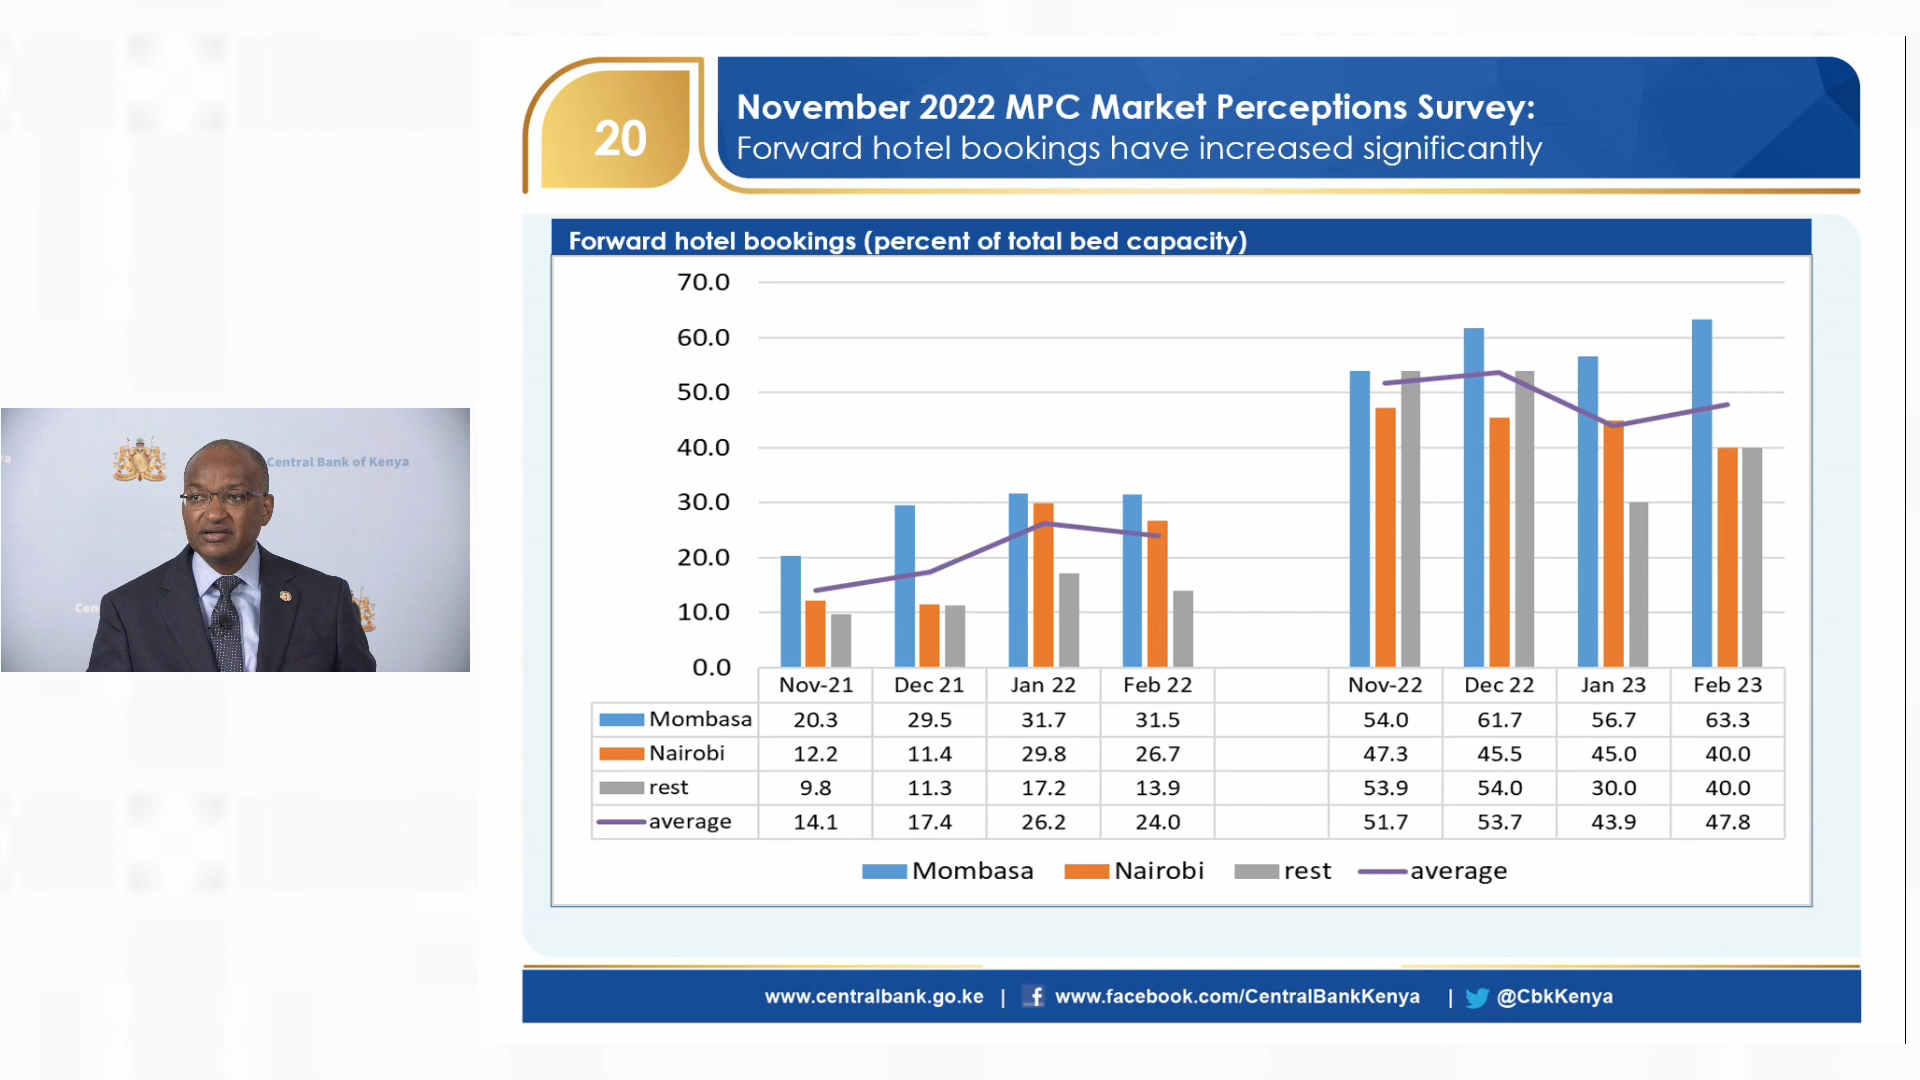 20
November 2022 MPC Market Perceptions Survey:
Forward hotel bookings have increased significantly
Forward hotel bookings (percent of total bed capacity)
70.0
60.0
50.0
40.0
30.0
20.0
10.0
0.0
Nov-21 Dec 21 Jan 22 Feb 22 Nov-22 Dec 22 Jan 23 Feb 23
Mombasa 20.3 29.5 31.7 31.5 54.0 61.7 56.7 63.3
Nairobi 12.2 11.4 29.8 26.7 47.3 45.5 45.0 40.0
rest 9.8 11.3 17.2 13.9 53.9 54.0 30.0 40.0
average 14.1 17.4 26.2 24.0 51.7 53.7 43.9 47.8
Mombasa Nairobi rest average
ya
Central Bank of Kenya
Cen
www.centralbank.go.ke | www.facebook.com/CentralBankKenya | @CbkKenya